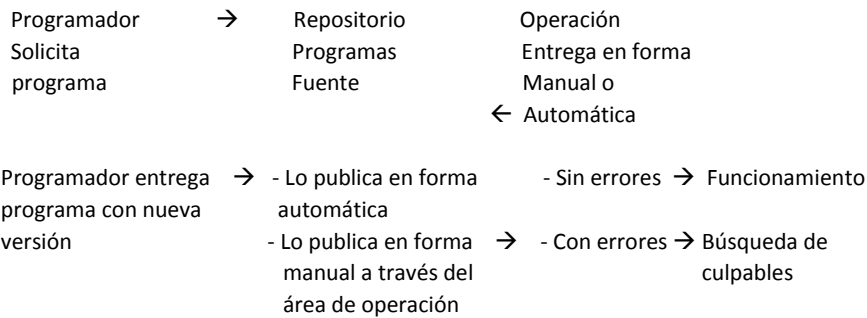 Programador → Repositorio Operación
Solicita Programas Entrega en forma
programa Fuente Manual o
← Automática
Programador entrega → - Lo publica en forma - Sin errores → Funcionamiento
programa con nueva automática
versión - Lo publica en forma → - Con errores → Búsqueda de
manual a través del culpables
área de operación